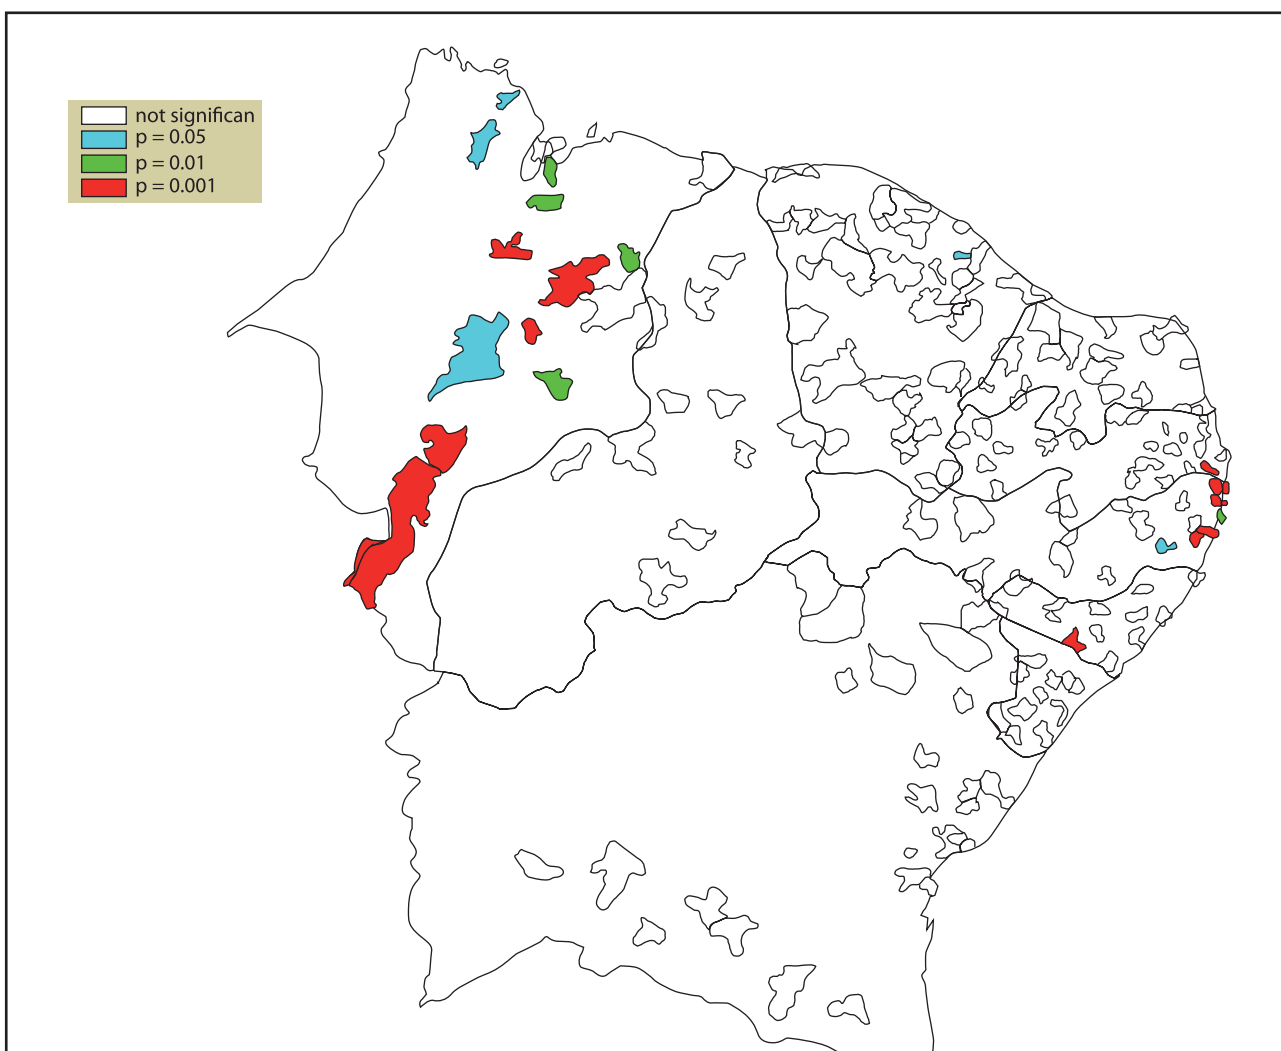 not significan
p = 0.05
p = 0.01
p = 0.001